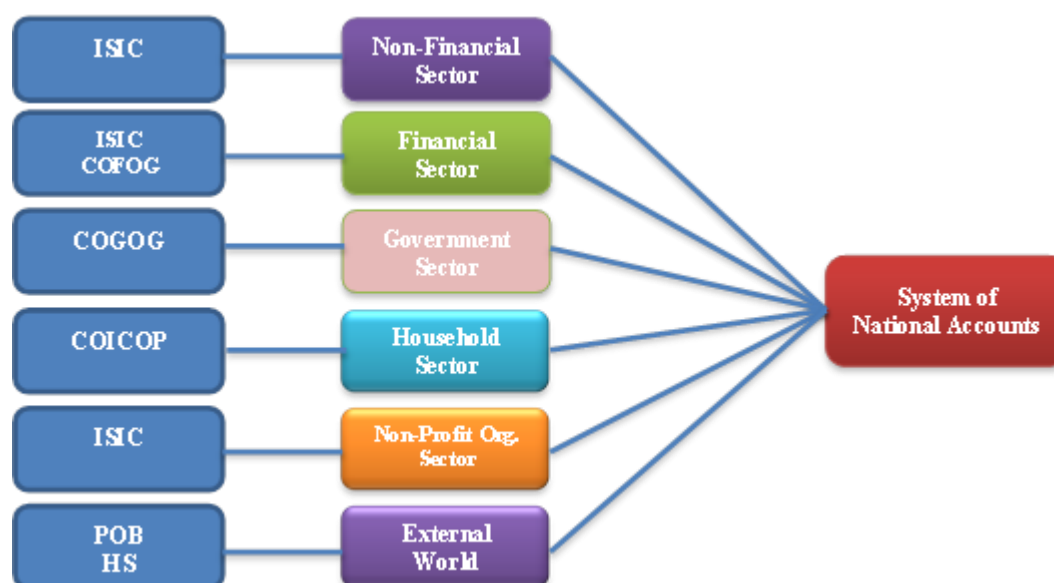 ISIC
Non-Financial
Sector
ISIC
COFOG
Financial
Sector
COGOG
Government
Sector
System of
National Accounts
COICOP
Household
Sector
ISIC
Non-Profit Org.
Sector
POB
HS
External
World